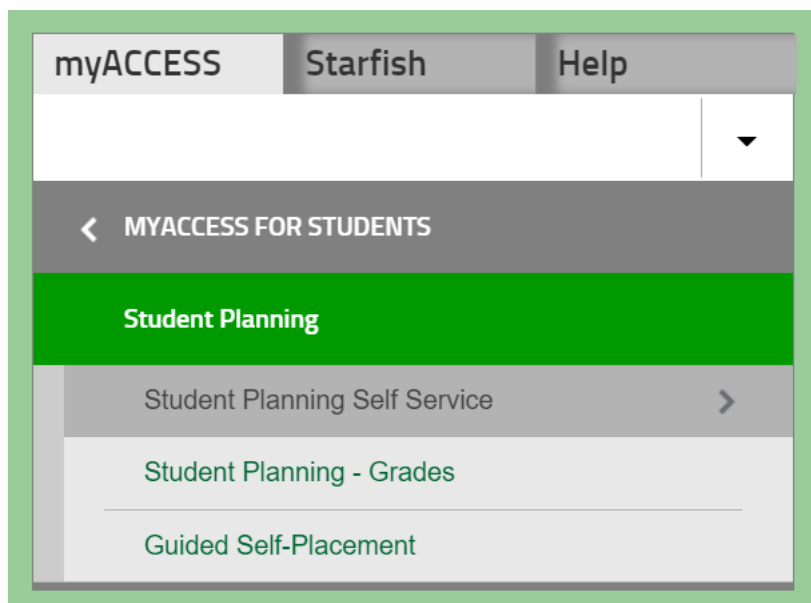 myACCESS Starfish Help
MYACCESS FOR STUDENTS
Student Planning
Student Planning Self Service
Student Planning - Grades
Guided Self-Placement